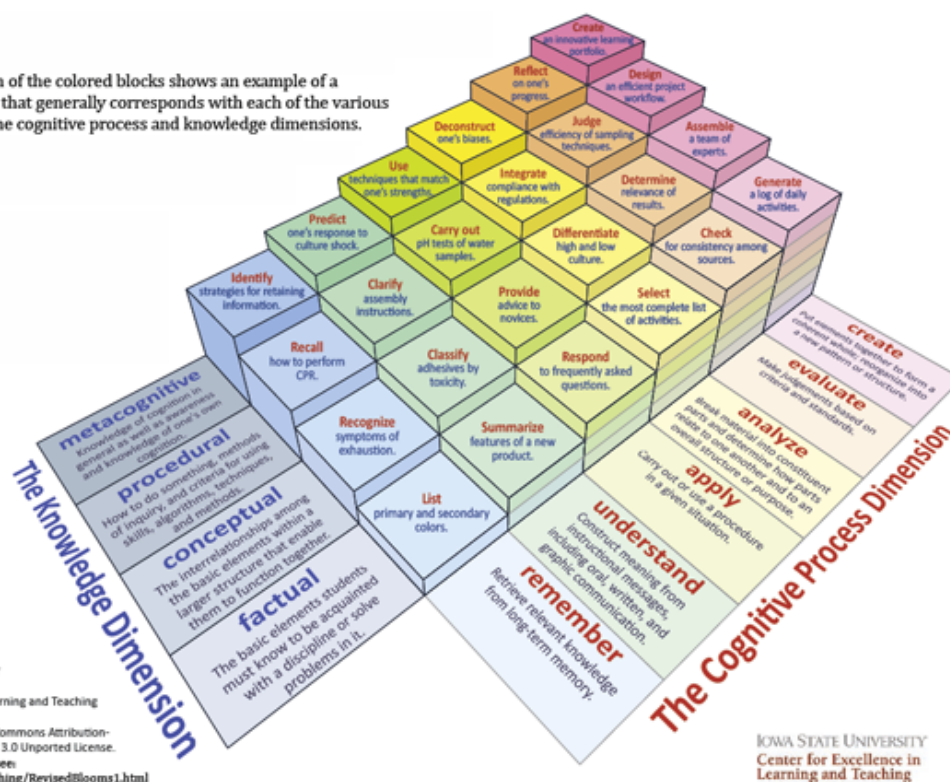 n of the colored blocks shows an example of a
that generally corresponds with each of the various
ne cognitive process and knowledge dimensions.
Create
an innovative learning
portfolio.
Reflect
on one's
progress.
Design
an efficient project
workflow.
Deconstruct
one's biases.
Judge
efficiency of sampling
techniques.
Assemble
a team of
experts.
Use
techniques that match
one's strengths.
Integrate
compliance with
regulations.
Determine
relevance of
results.
Generate
a log of daily
activities.
Predict
one's response to
culture shock.
Carry out
pH tests of water
samples.
Differentiate
high and low
culture.
Check
for consistency among
sources.
Identify
strategies for retaining
information.
Clarify
assembly
instructions.
Provide
advice to
novices.
Select
the most complete list
of activities.
Recall
how to perform
CPR.
Classify
adhesives by
toxicity.
Respond
to frequently asked
questions.
Recognize
symptoms of
exhaustion.
Summarize
features of a new
product.
List
primary and secondary
colors.
The Knowledge Dimension
metacognitive
Knowledge of cognition in
general as well as awareness
and knowledge of one's own
cognition.
procedural
How to do something, methods
of inquiry, and criteria for using
skills, algorithms, techniques,
and methods.
conceptual
The interrelationships among
the basic elements within a
larger structure that enable
them to function together.
factual
The basic elements students
must know to be acquainted
with a discipline or solve
problems in it.
The Cognitive Process Dimension
create
Put elements together to form a
coherent whole; reorganize into
a new pattern or structure.
evaluate
Make judgements based on
criteria and standards.
analyze
Break material into constituent
parts and determine how parts
relate to one another and to an
overall structure or purpose.
apply
Carry out or use a procedure
in a given situation.
understand
Construct meaning from
instructional messages,
including oral, written, and
graphic communication.
remember
Retrieve relevant knowledge
from long-term memory.
rning and Teaching
ommons Attribution-
3.0 Unported License.
ee:
hing/RevisedBlooms1.html
IOWA STATE UNIVERSITY
Center for Excellence in
Learning and Teaching